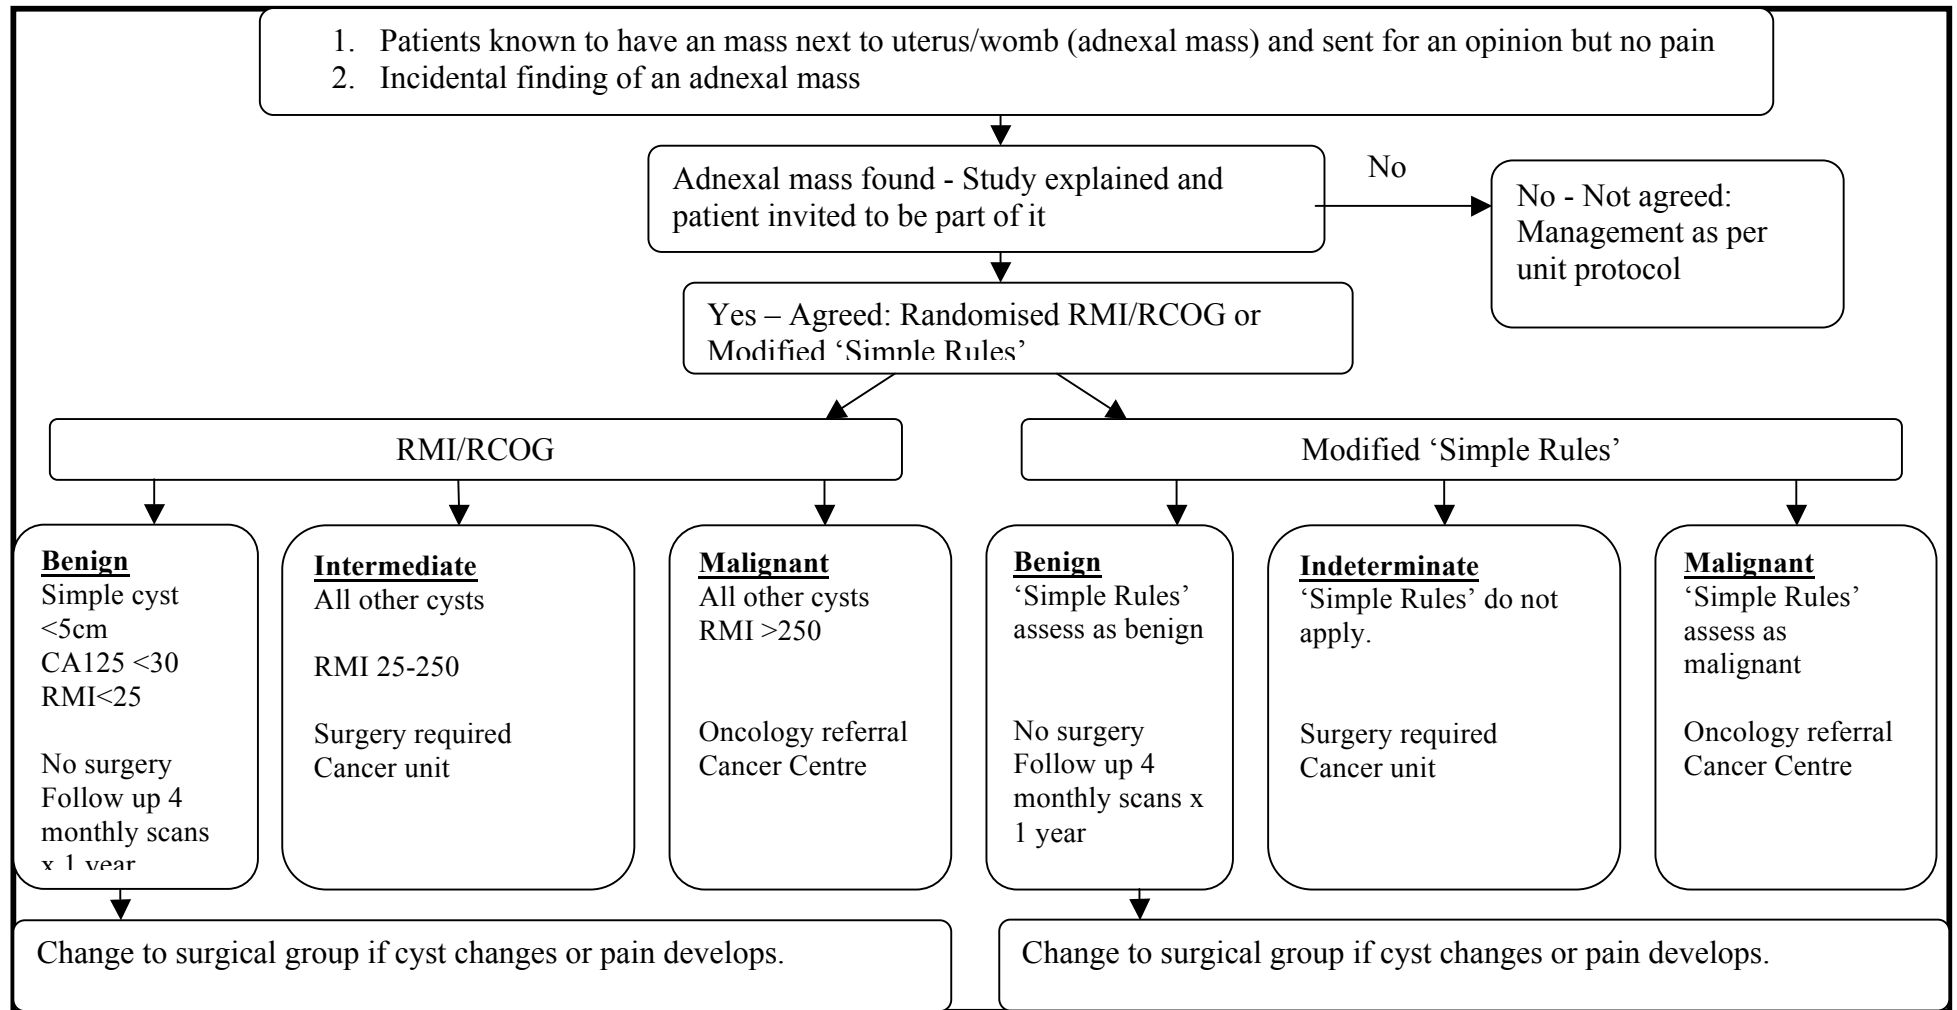 1. Patients known to have an mass next to uterus/womb (adnexal mass) and sent for an opinion but no pain
2. Incidental finding of an adnexal mass
Adnexal mass found - Study explained and
patient invited to be part of it
No
No - Not agreed:
Management as per
unit protocol
Yes – Agreed: Randomised RMI/RCOG or
Modified ‘Simple Rules’
RMI/RCOG
Modified ‘Simple Rules’
Benign
Simple cyst
<5cm
CA125 <30
RMI<25
No surgery
Follow up 4
monthly scans
x 1 year
Intermediate
All other cysts
RMI 25-250
Surgery required
Cancer unit
Malignant
All other cysts
RMI >250
Oncology referral
Cancer Centre
Benign
‘Simple Rules’
assess as benign
No surgery
Follow up 4
monthly scans x
1 year
Indeterminate
‘Simple Rules’ do not
apply.
Surgery required
Cancer unit
Malignant
‘Simple Rules’
assess as
malignant
Oncology referral
Cancer Centre
Change to surgical group if cyst changes or pain develops.
Change to surgical group if cyst changes or pain develops.